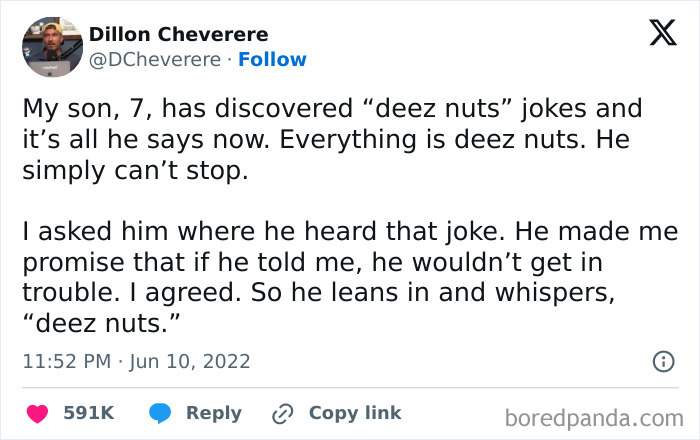 Dillon Cheverere
@DCheverere · Follow
My son, 7, has discovered “deez nuts” jokes and
it’s all he says now. Everything is deez nuts. He
simply can’t stop.
I asked him where he heard that joke. He made me
promise that if he told me, he wouldn’t get in
trouble. I agreed. So he leans in and whispers,
“deez nuts.”
11:52 PM · Jun 10, 2022
591K Reply Copy link
boredpanda.com